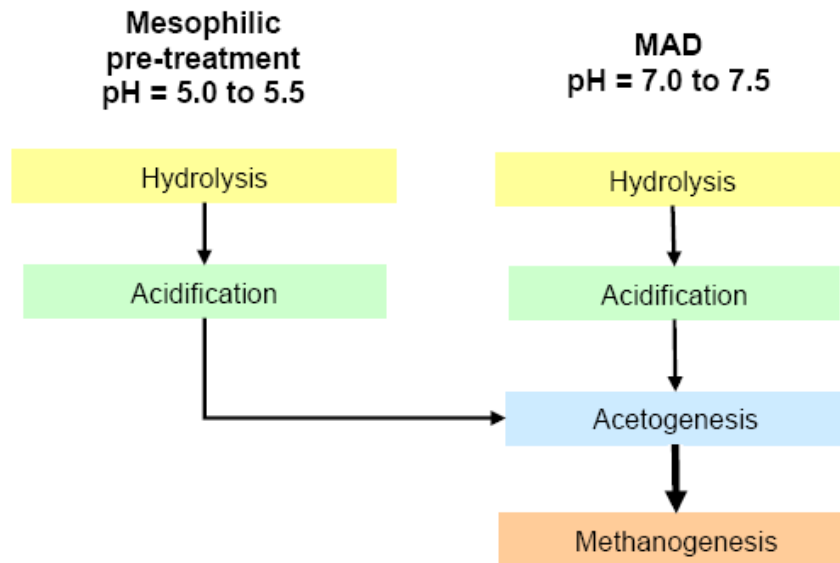 Mesophilic
pre-treatment
pH = 5.0 to 5.5
MAD
pH = 7.0 to 7.5
Hydrolysis
Hydrolysis
Acidification
Acidification
Acetogenesis
Methanogenesis